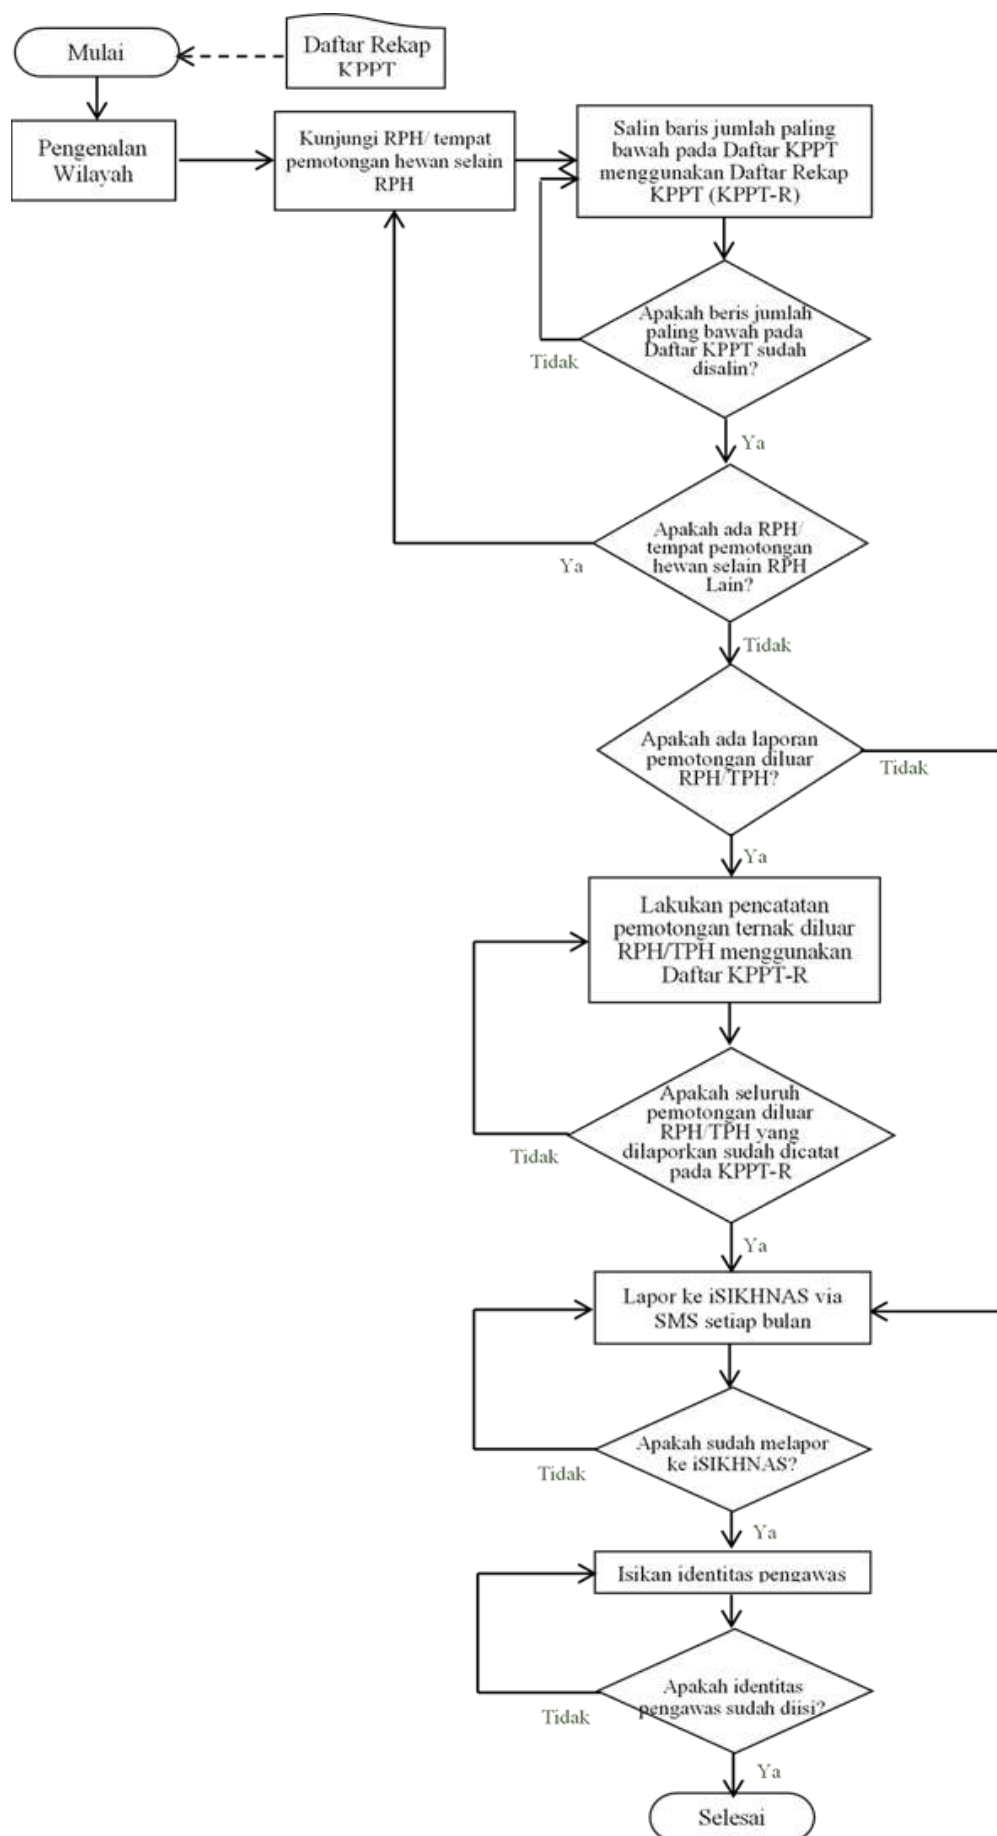 Mulai
Daftar Rekap
KPPT
Pengenalan
Wilayah
Kunjungi RPH/ tempat
pemotongan hewan selain
RPH
Salin baris jumlah paling
bawah pada Daftar KPPT
menggunakan Daftar Rekap
KPPT (KPPT-R)
Apakah beris jumlah
paling bawah pada
Daftar KPPT sudah
disalin?
Tidak
Ya
Apakah ada RPH/
tempat pemotongan
hewan selain RPH
Lain?
Ya
Tidak
Apakah ada laporan
pemotongan diluar
RPH/TPH?
Tidak
Ya
Lakukan pencatatan
pemotongan ternak diluar
RPH/TPH menggunakan
Daftar KPPT-R
Apakah seluruh
pemotongan diluar
RPH/TPH yang
dilaporkan sudah dicatat
pada KPPT-R
Tidak
Ya
Lapor ke iSIKHNAS via
SMS setiap bulan
Apakah sudah melapor
ke iSIKHNAS?
Tidak
Ya
Isikan identitas pengawas
Apakah identitas
pengawas sudah diisi?
Tidak
Ya
Selesai